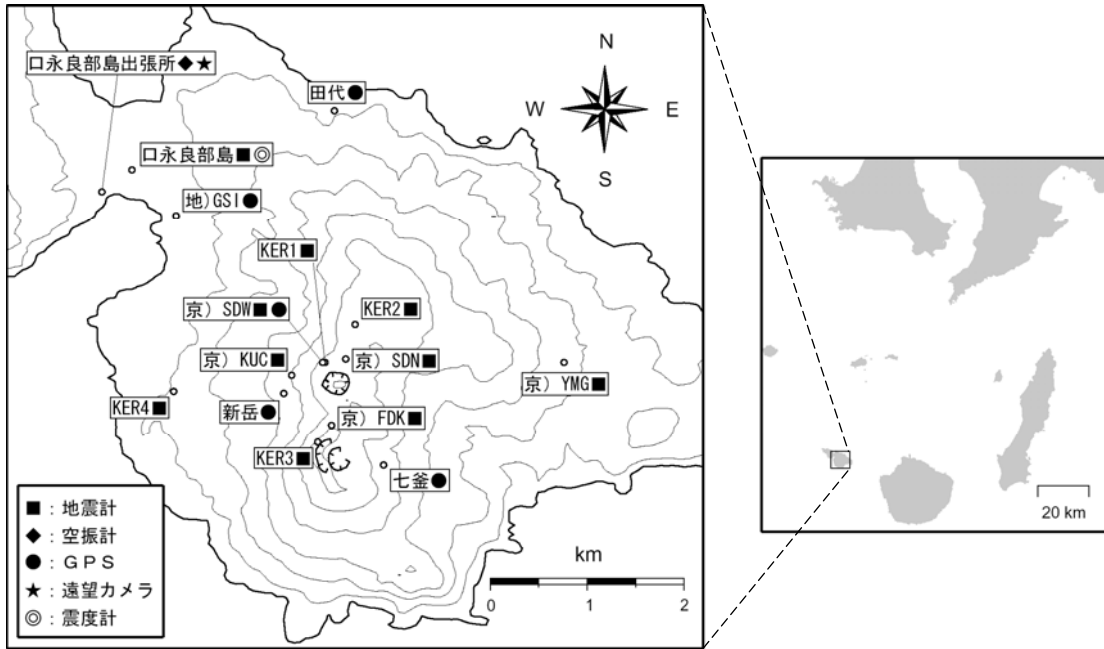 口永良部島出張所◆★
田代●
N
W
E
S
口永良部島■◎
地)GSI●
KER1■
京) SDW■●
KER2■
京) KUC■
京) SDN■
京) YMG■
KER4■
新岳●
京) FDK■
KER3■
七釜●
■：地震計
◆：空振計
●：GPS
★：遠望カメラ
◎：震度計
km
0
1
2
20 km